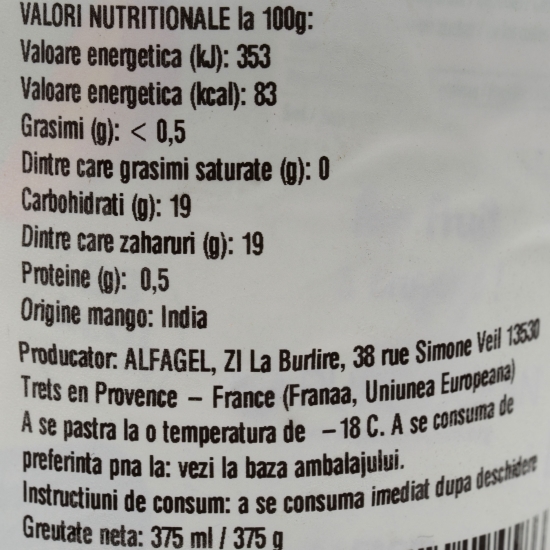 VALORI NUTRITIONALE la 100g:
Valoare energetica (kJ): 353
Valoare energetica (kcal): 83
Grasimi (g): < 0,5
Dintre care grasimi saturate (g): 0
Carbohidrati (g): 19
Dintre care zaharuri (g): 19
Proteine (g): 0,5
Origine mango: India
Producator: ALFAGEL, ZI La Burlire, 38 rue Simone Veil 13530
Trets en Provence – France (Franaa, Uniunea Europeana)
A se pastra la o temperatura de – 18 C. A se consuma de
preferinta pna la: vezi la baza ambalajului.
Instructiuni de consum: a se consuma imediat dupa deschidere
Greutate neta: 375 ml / 375 g